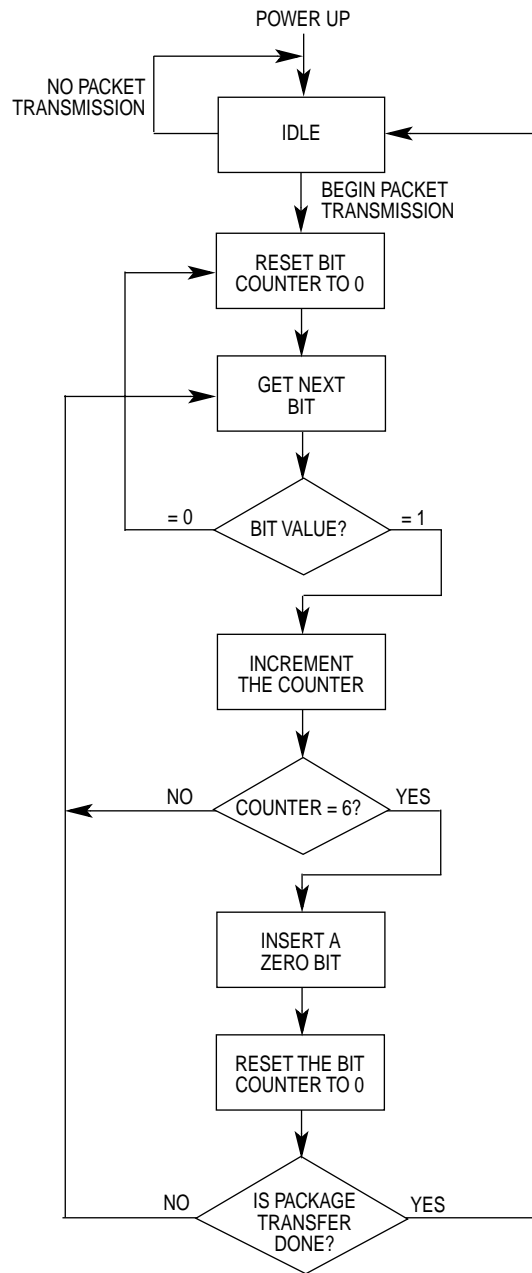 POWER UP
NO PACKET
TRANSMISSION
IDLE
BEGIN PACKET
TRANSMISSION
RESET BIT
COUNTER TO 0
GET NEXT
BIT
= 0
BIT VALUE?
= 1
INCREMENT
THE COUNTER
NO
COUNTER = 6?
YES
INSERT A
ZERO BIT
RESET THE BIT
COUNTER TO 0
NO
IS PACKAGE
TRANSFER
DONE?
YES